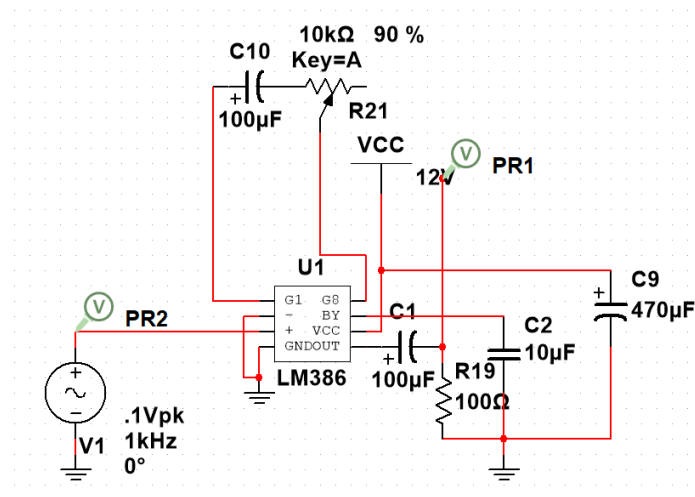 10kΩ 90 %
C10
Key=A
100µF
R21
VCC
12V
V
PR1
U1
V
PR2
G1 G8
- BY
+ VCC
GNDOUT
LM386
C1
100µF
C9
470µF
C2
10µF
R19
100Ω
.1Vpk
1kHz
0°
V1